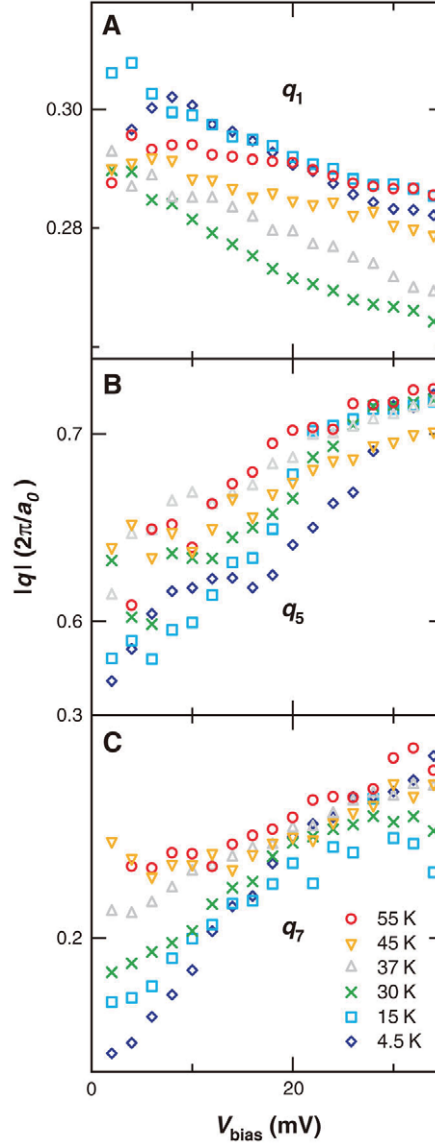 A
q1
0.30
0.28
B
0.7
|q| (2π/a0)
q5
0.6
0.3
C
0.2
q7
55 K
45 K
37 K
30 K
15 K
4.5 K
0
20
Vbias (mV)